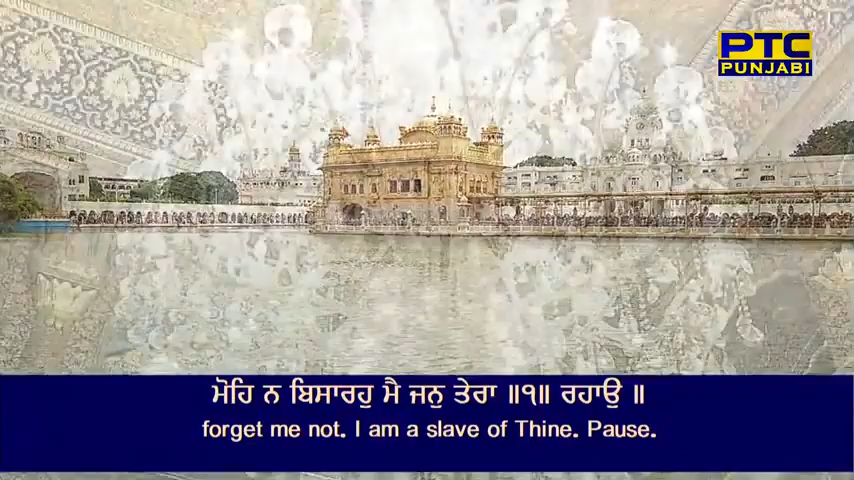 PTC
PUNJABI
ਮੋਹਿ ਨ ਬਿਸਾਰਹੁ ਮੈ ਜਨੁ ਤੇਰਾ ॥੧॥ ਰਹਾਉ ॥
forget me not. I am a slave of Thine. Pause.